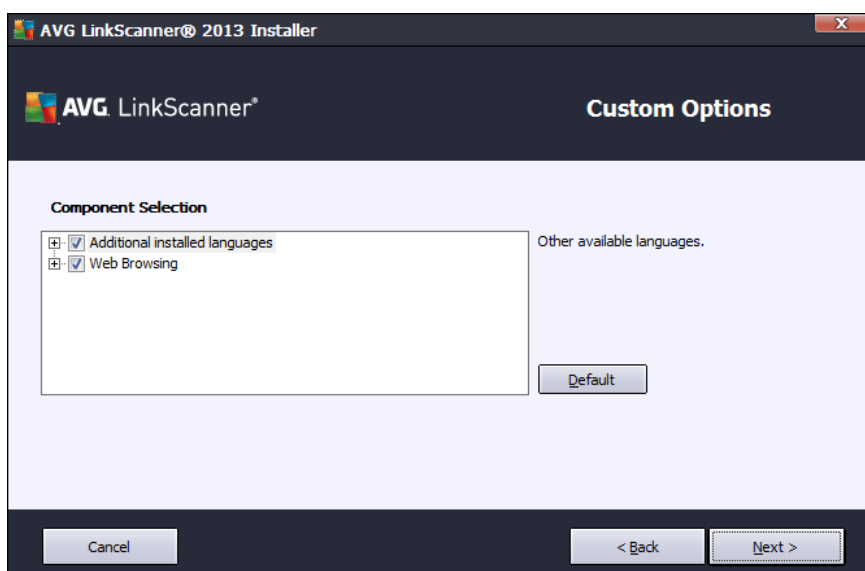 AVG LinkScanner® 2013 Installer
X
AVG. LinkScanner®
Custom Options
Component Selection
Additional installed languages
Web Browsing
Other available languages.
Default
Cancel
< Back
Next >